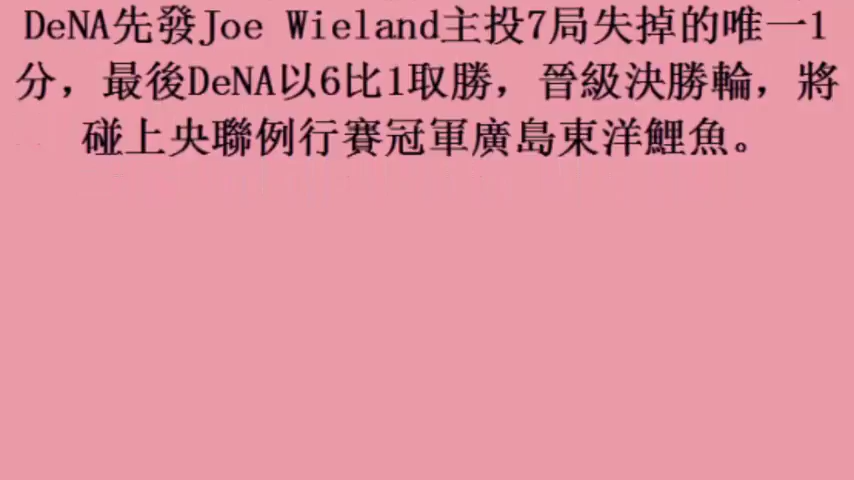 DeNA先發Joe Wieland主投7局失掉的唯一1
分，最後DeNA以6比1取勝，晉級決勝輪，將
碰上央聯例行賽冠軍廣島東洋鯉魚。